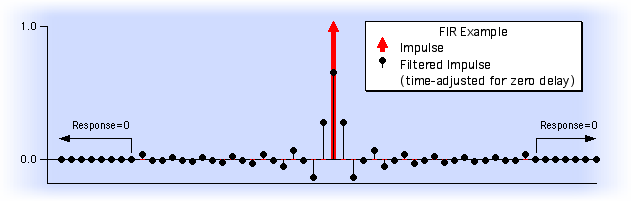 1.0
FIR Example
Impulse
Filtered Impulse
(time-adjusted for zero delay)
Response=0
Response=0
0.0